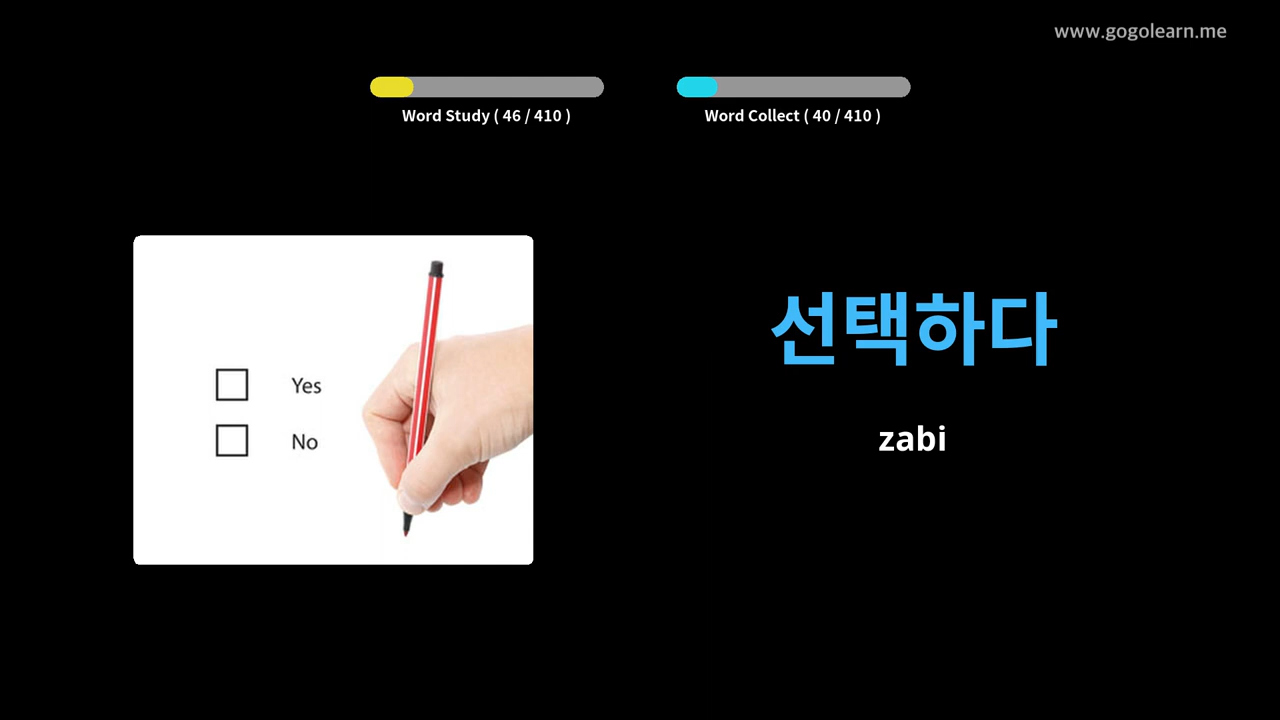 www.gogolearn.me
Word Study ( 46 / 410 )
Word Collect ( 40 / 410 )
Yes
No
선택하다
zabi